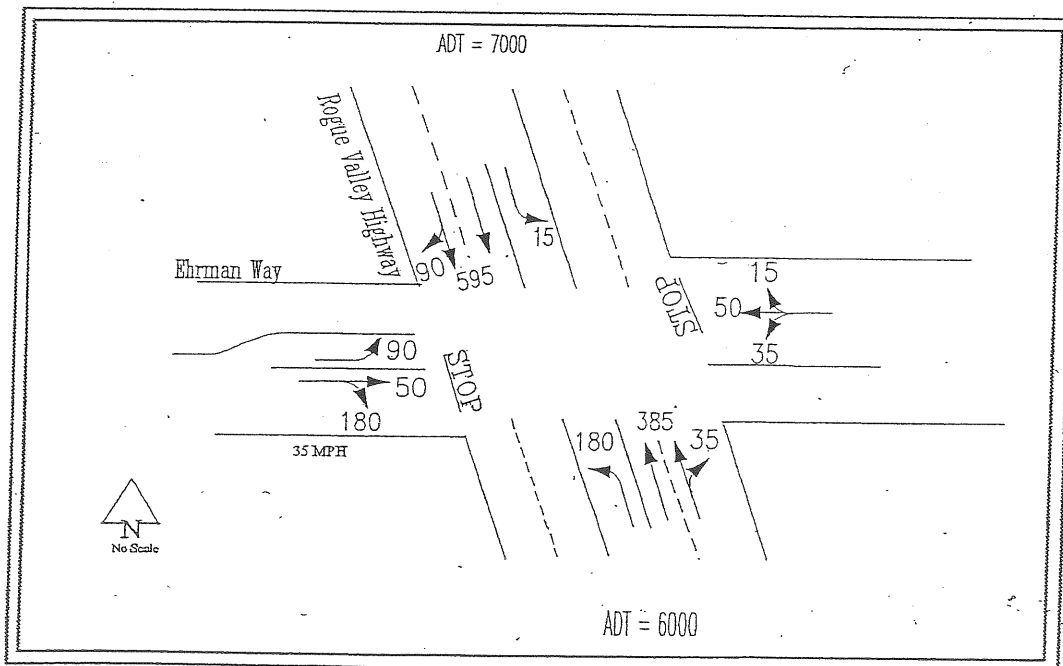 ADT = 7000
Rogue Valley Highway
90
595
15
Ehrman Way
15
50
35
STOP
90
50
180
STOP
35 MPH
180
385
35
N
No Scale
ADT = 6000